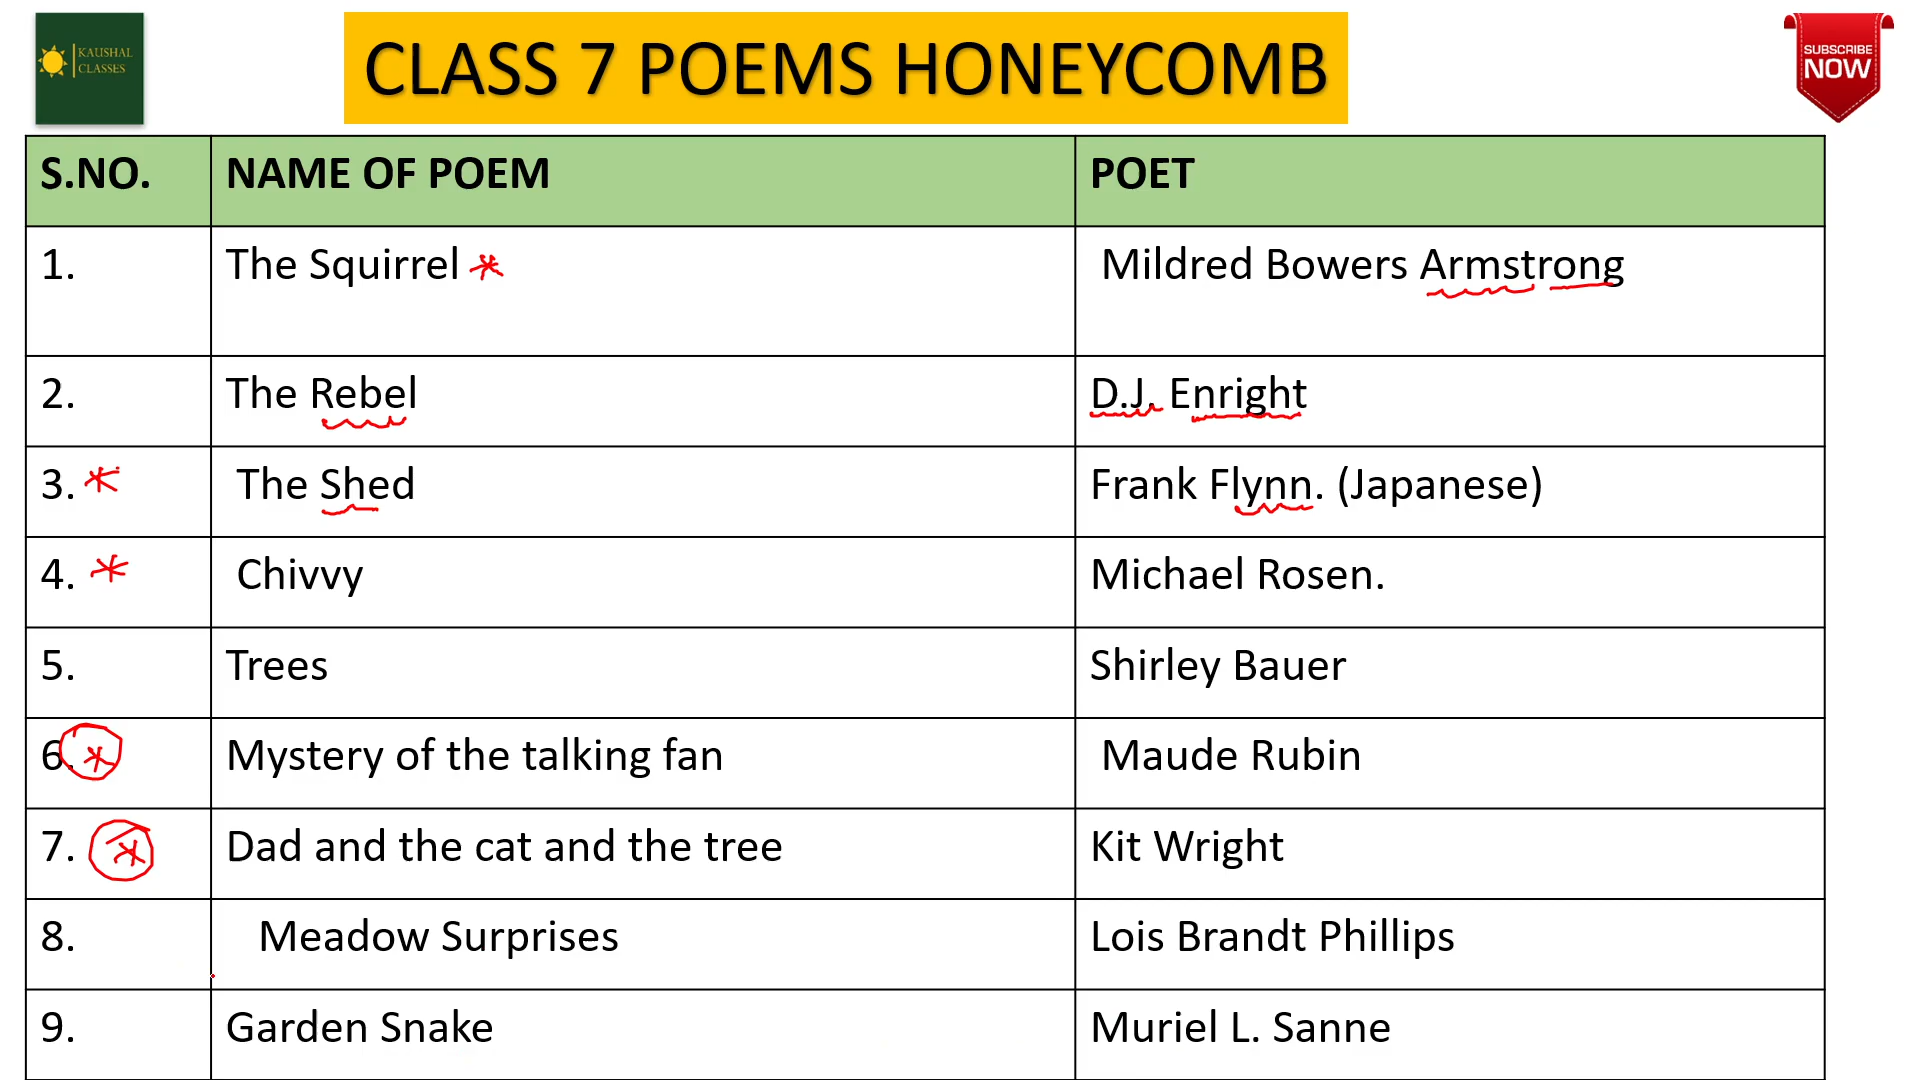 KAUSHAL
CLASSES
CLASS 7 POEMS HONEYCOMB
SUBSCRIBE
NOW
S.NO. NAME OF POEM POET
1. The Squirrel Mildred Bowers Armstrong
2. The Rebel D.J. Enright
3. The Shed Frank Flynn. (Japanese)
4. Chivvy Michael Rosen.
5. Trees Shirley Bauer
6. Mystery of the talking fan Maude Rubin
7. Dad and the cat and the tree Kit Wright
8. Meadow Surprises Lois Brandt Phillips
9. Garden Snake Muriel L. Sanne